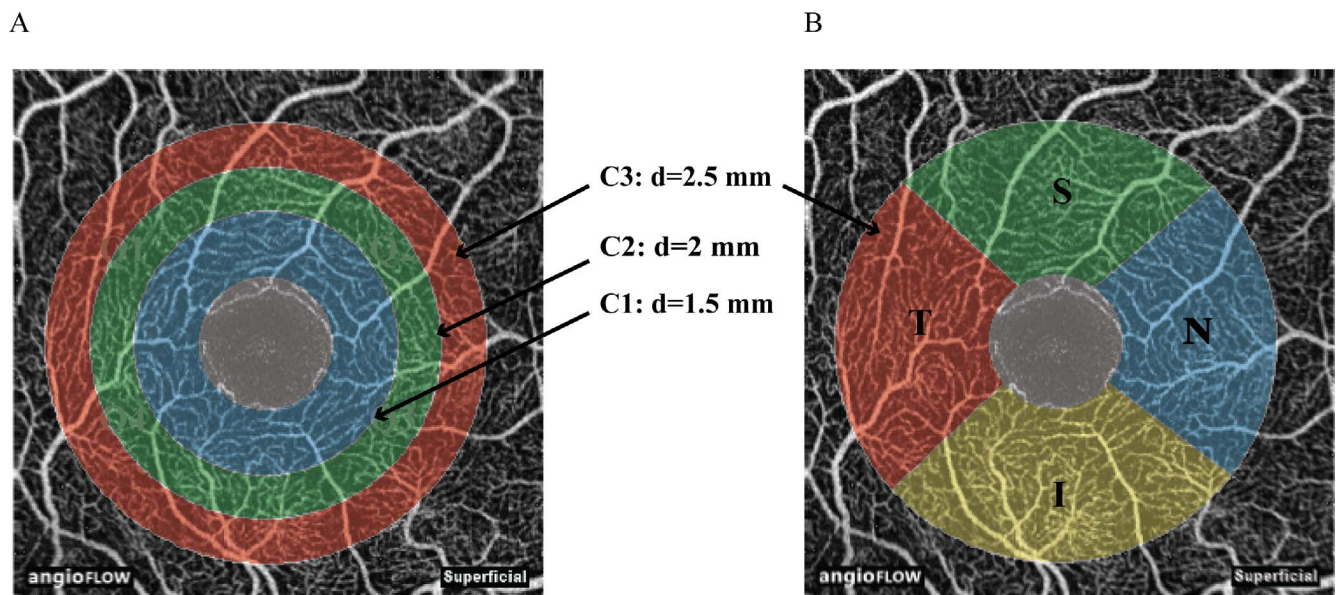 A
B
C3: d=2.5 mm
C2: d=2 mm
C1: d=1.5 mm
S
T
N
I
angioFLOW
Superficial
angioFLOW
Superficial